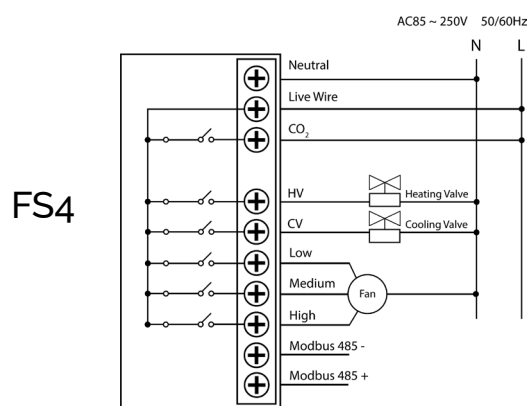 AC85 ~ 250V 50/60Hz
N L
Neutral
Live Wire
CO₂
FS4
HV
Heating Valve
CV
Cooling Valve
Low
Medium
Fan
High
Modbus 485 -
Modbus 485 +